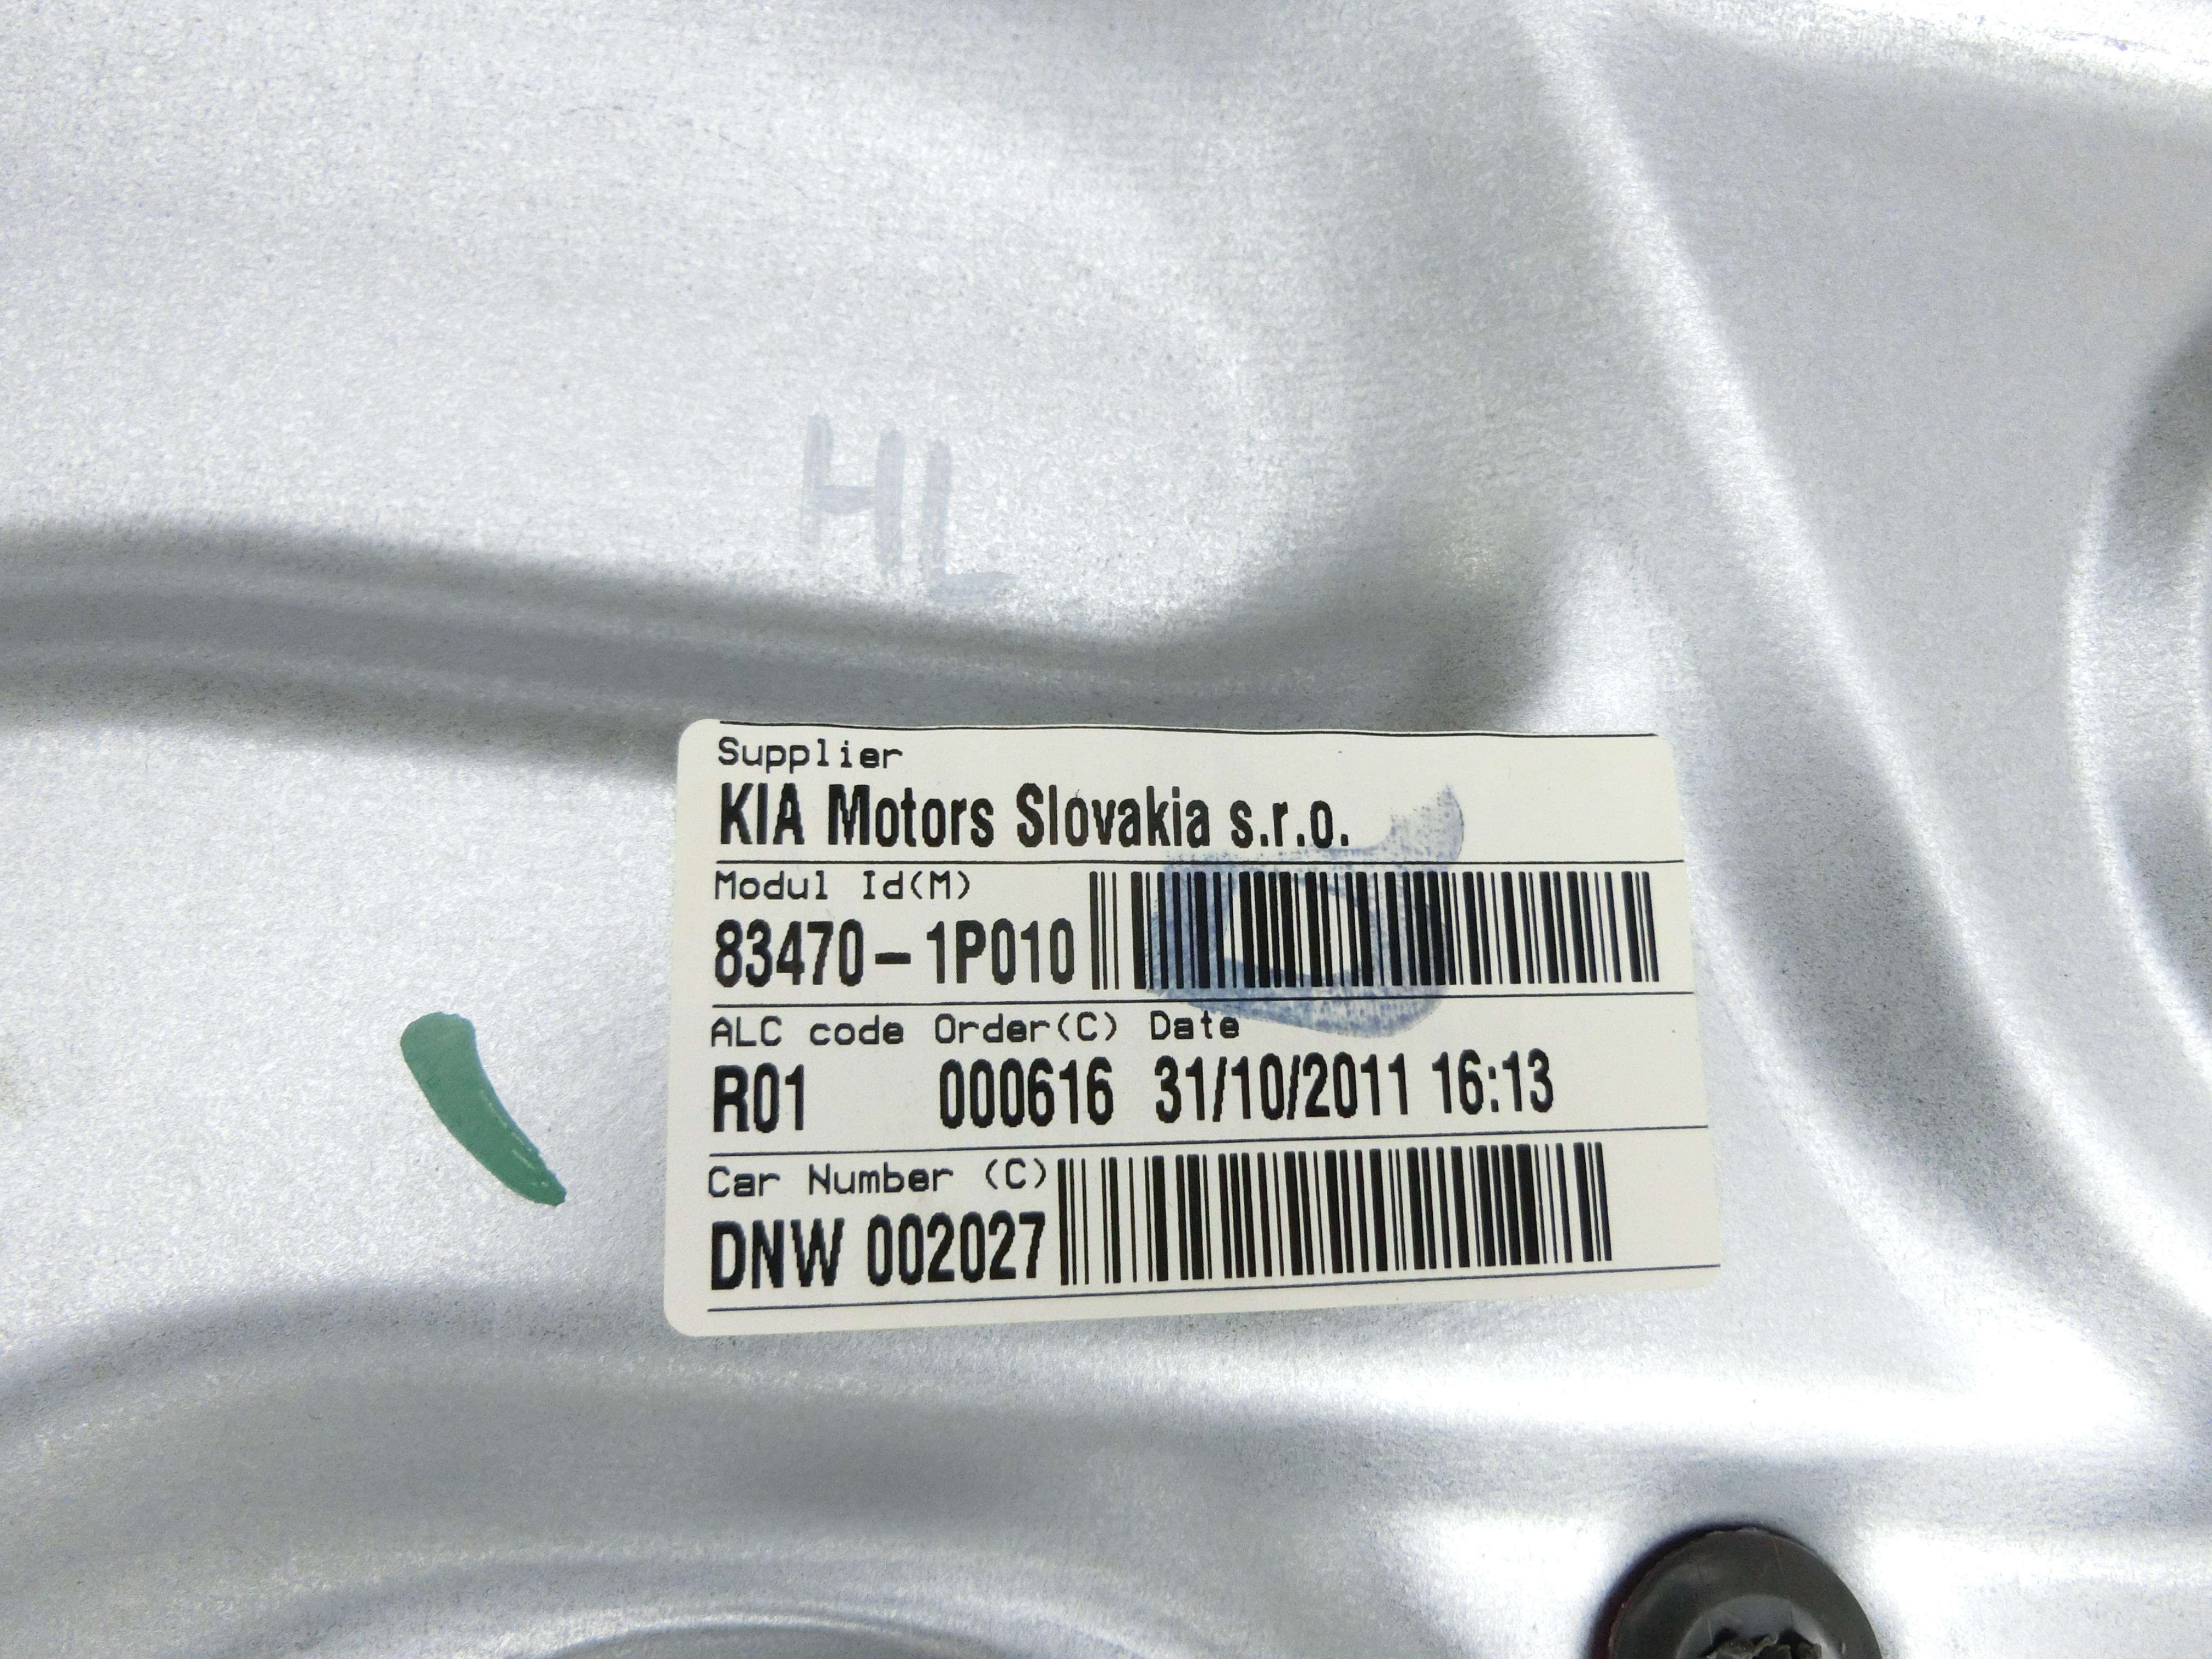 HL
Supplier
KIA Motors Slovakia s.r.o.
Modul Id(M)
83470-1P010
ALC code Order(C) Date
R01 000616 31/10/2011 16:13
Car Number (C)
DNW 002027